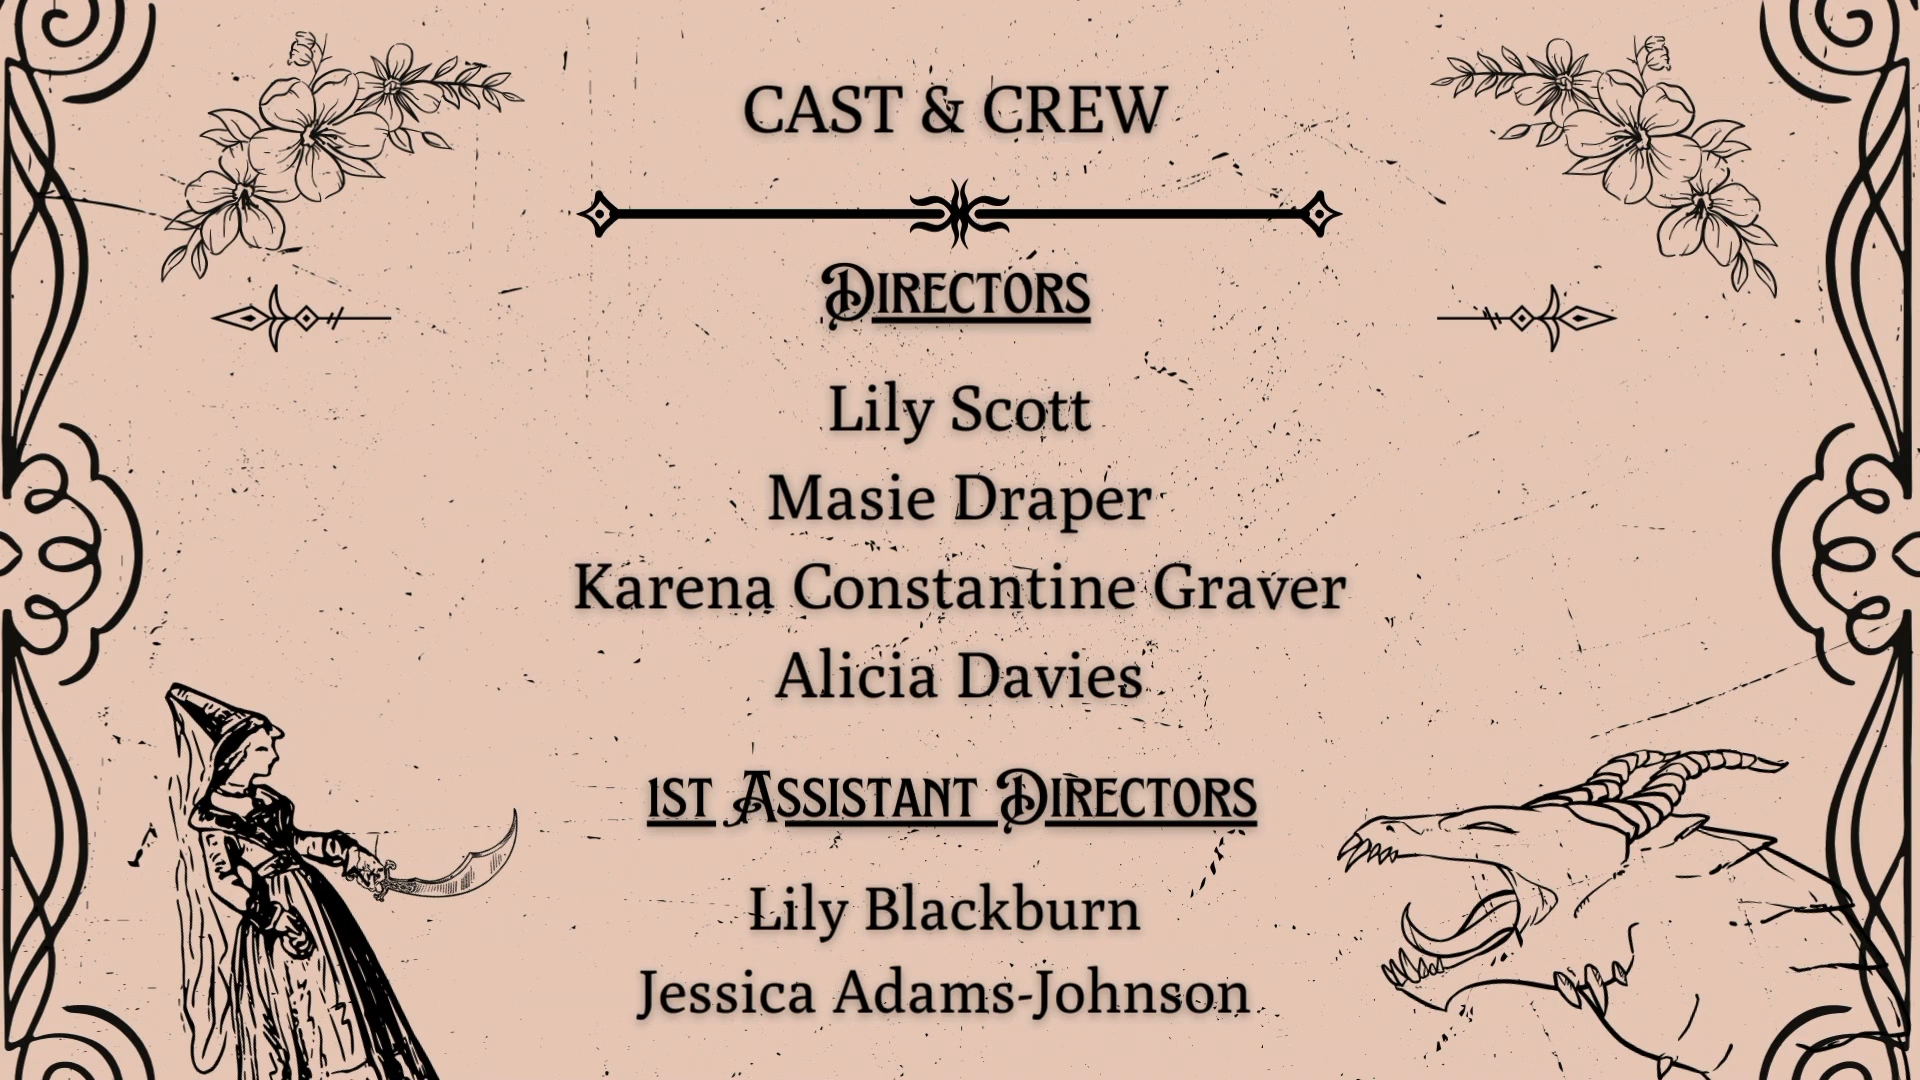 CAST & CREW
Directors
Lily Scott
Masie Draper
Karena Constantine Graver
Alicia Davies
1st Assistant Directors
Lily Blackburn
Jessica Adams-Johnson